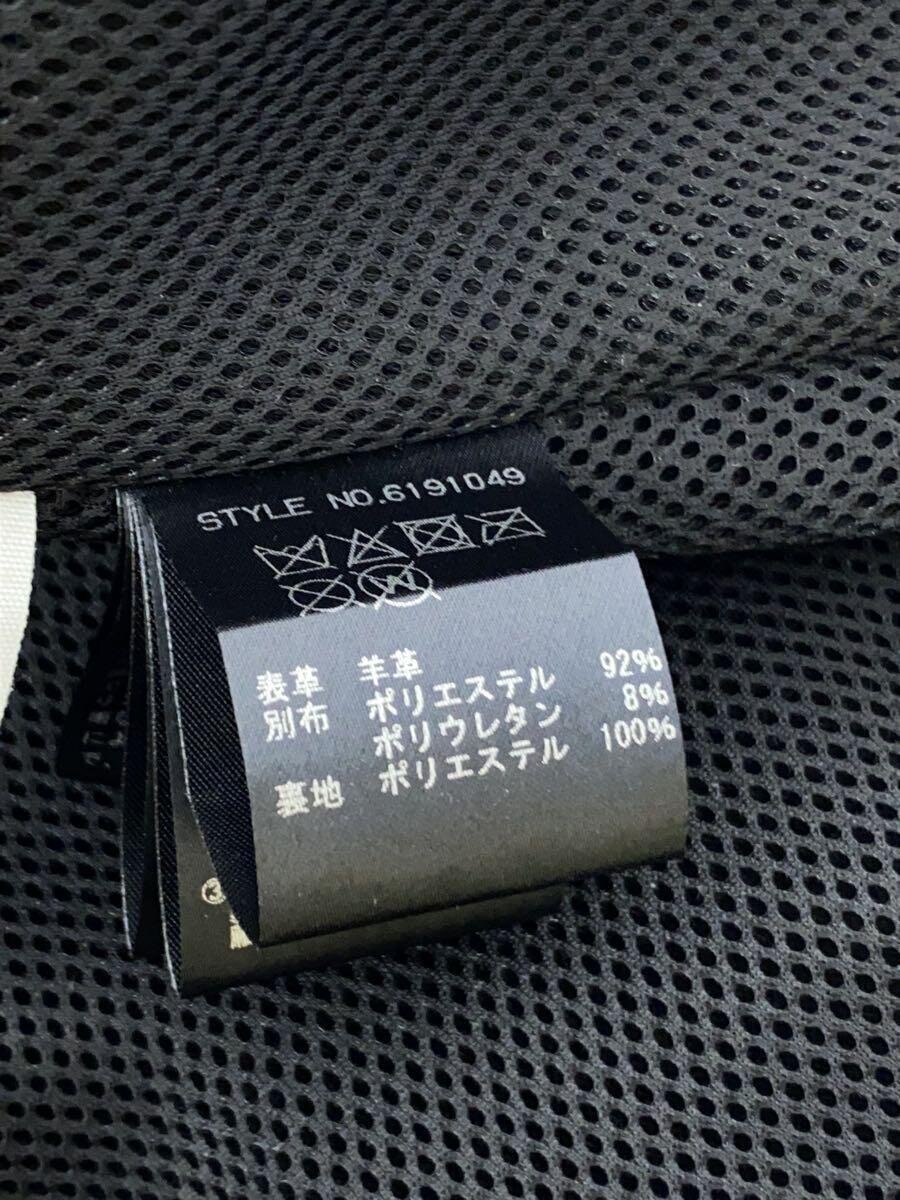 STYLE NO.6191049
表革 羊革
別布 ポリエステル 92%
ポリウレタン 8%
裏地 ポリエステル 100%
③